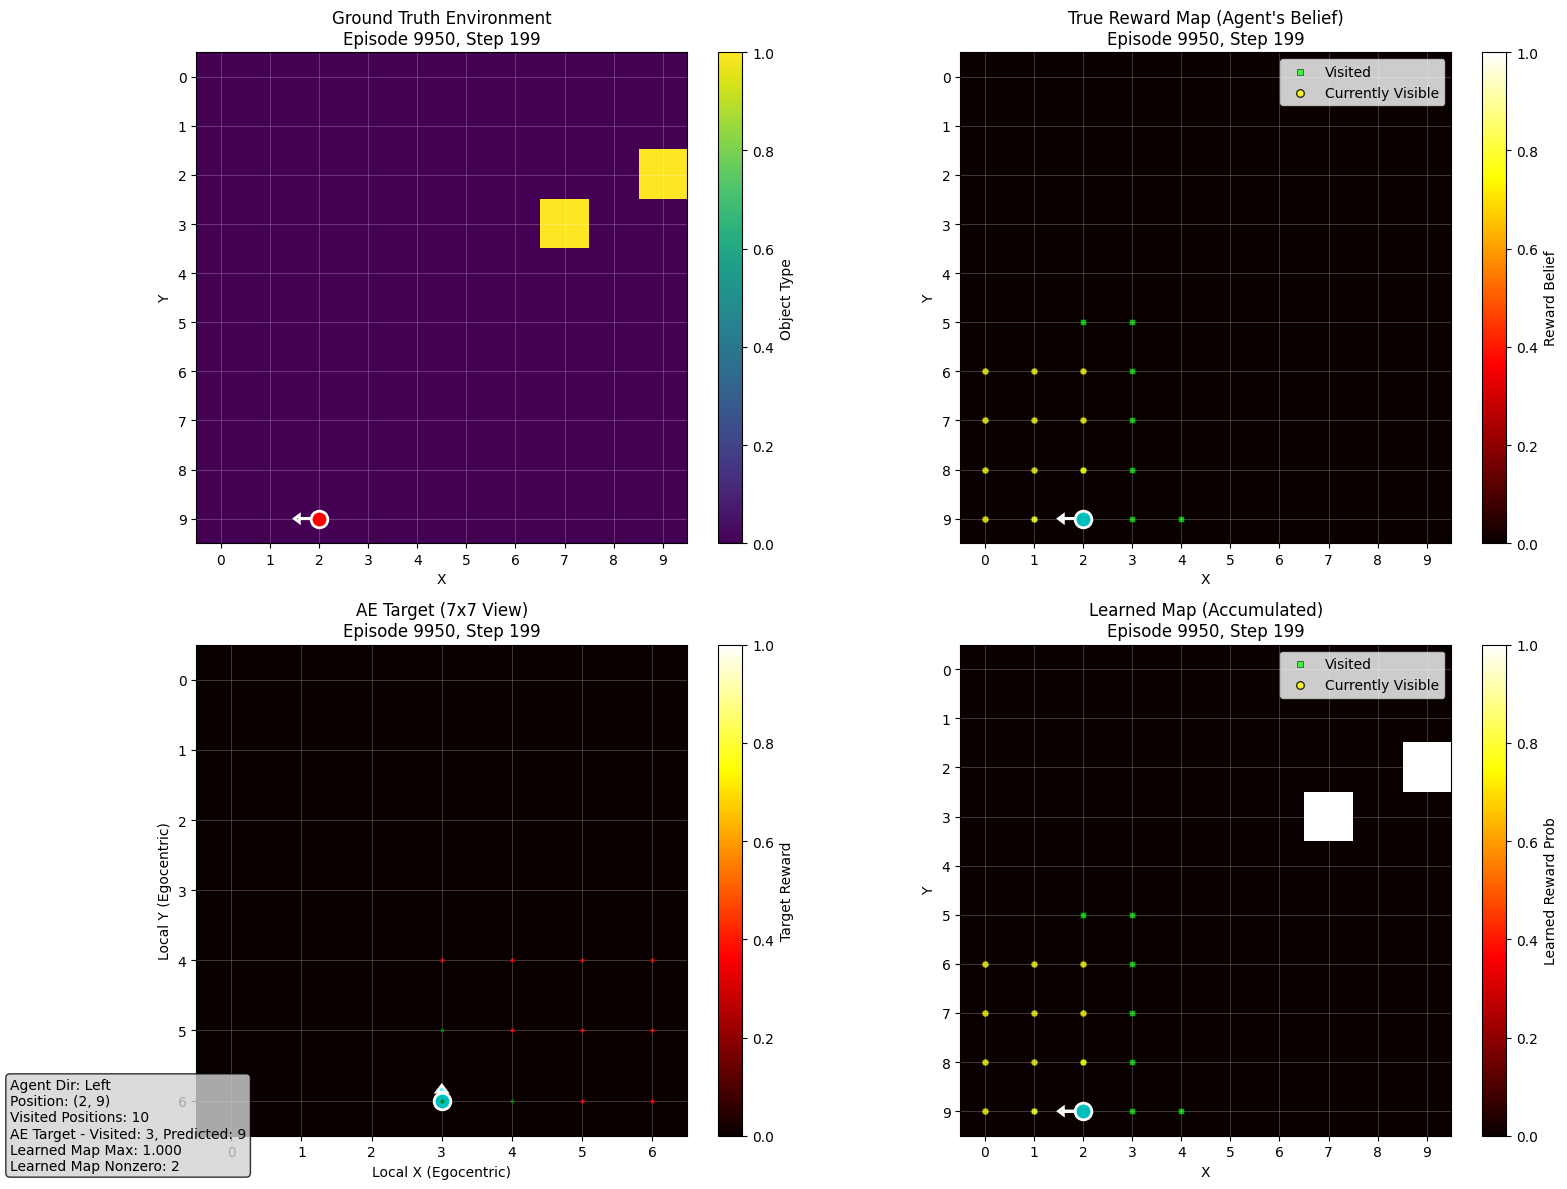 Ground Truth Environment
Episode 9950, Step 199
0
1
2
3
4
5
6
7
8
9
Y
0 1 2 3 4 5 6 7 8 9
X
1.0
0.8
0.6
0.4
0.2
0.0
Object Type
True Reward Map (Agent's Belief)
Episode 9950, Step 199
Visited
Currently Visible
0
1
2
3
4
5
6
7
8
9
Y
0 1 2 3 4 5 6 7 8 9
X
1.0
0.8
0.6
0.4
0.2
0.0
Reward Belief
AE Target (7x7 View)
Episode 9950, Step 199
0
1
2
3
4
5
6
Local Y (Egocentric)
0 1 2 3 4 5 6
Local X (Egocentric)
1.0
0.8
0.6
0.4
0.2
0.0
Target Reward
Agent Dir: Left
Position: (2, 9)
Visited Positions: 10
AE Target - Visited: 3, Predicted: 9
Learned Map Max: 1.000
Learned Map Nonzero: 2
Learned Map (Accumulated)
Episode 9950, Step 199
Visited
Currently Visible
0
1
2
3
4
5
6
7
8
9
Y
0 1 2 3 4 5 6 7 8 9
X
1.0
0.8
0.6
0.4
0.2
0.0
Learned Reward Prob